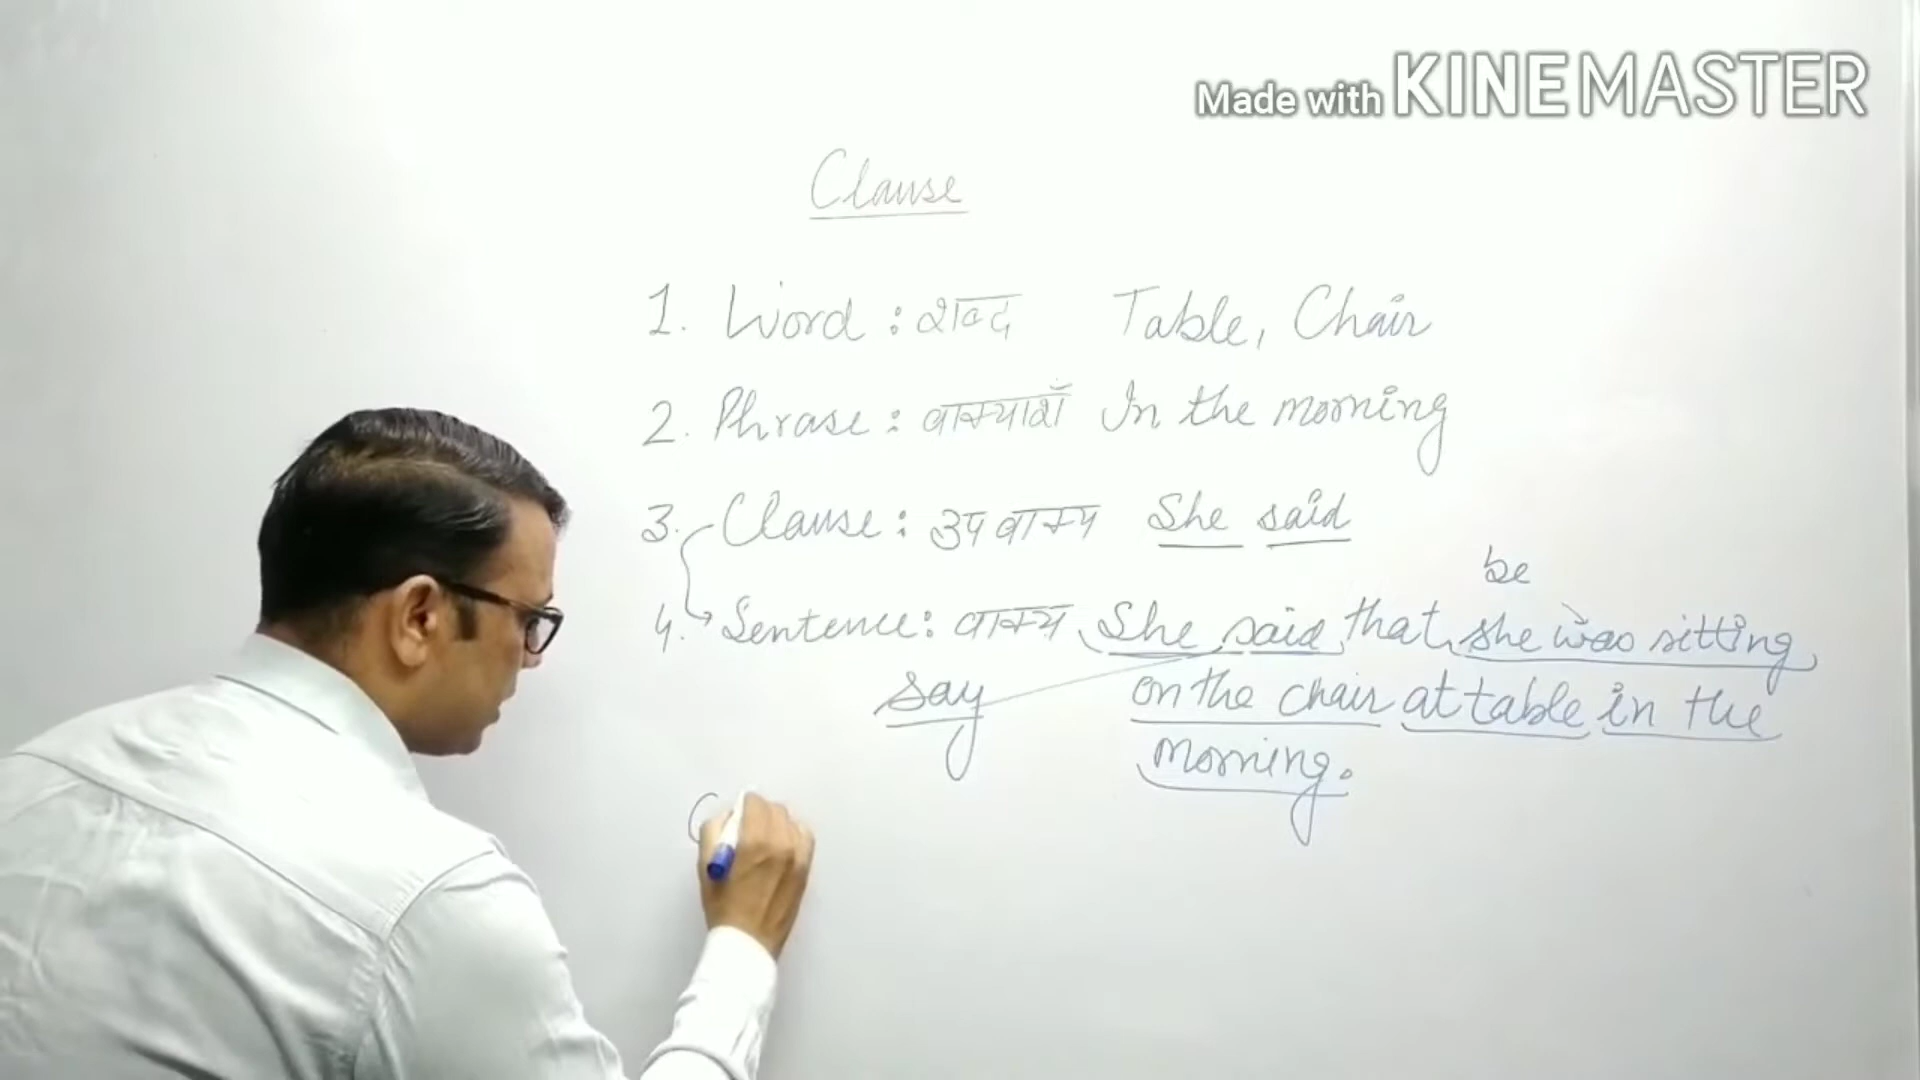 Made with KINEMASTER
Clause
1. Word : शब्द Table, Chair
2. Phrase : वाक्यांश In the morning
3. Clause : उपवाक्य She said
be
4. Sentence : वाक्य She said that she was sitting
say on the chair at table in the
morning.